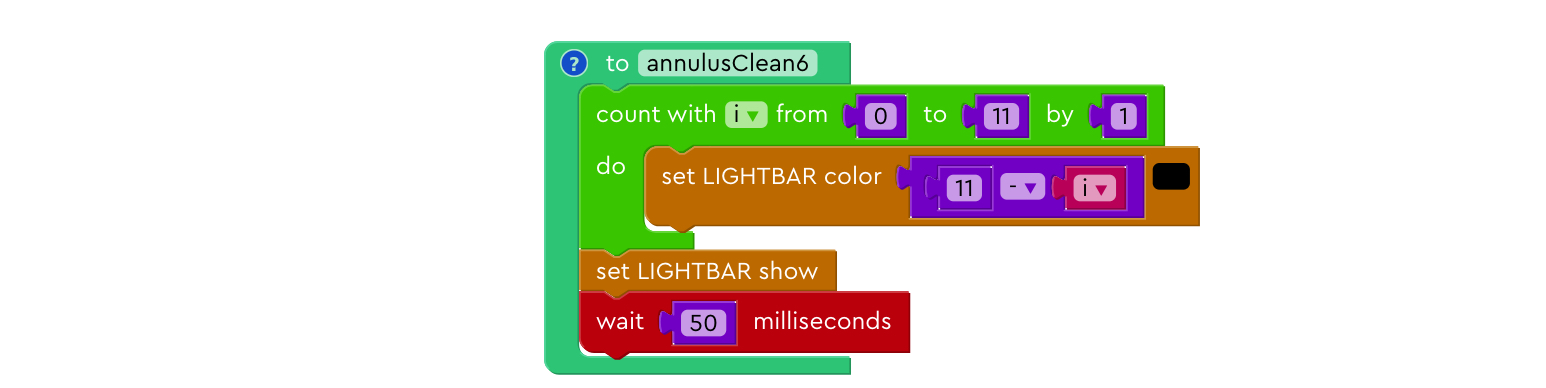 ? to annulusClean6
count with i ▾ from 0 to 11 by 1
do set LIGHTBAR color 11 - ▾ i ▾
set LIGHTBAR show
wait 50 milliseconds